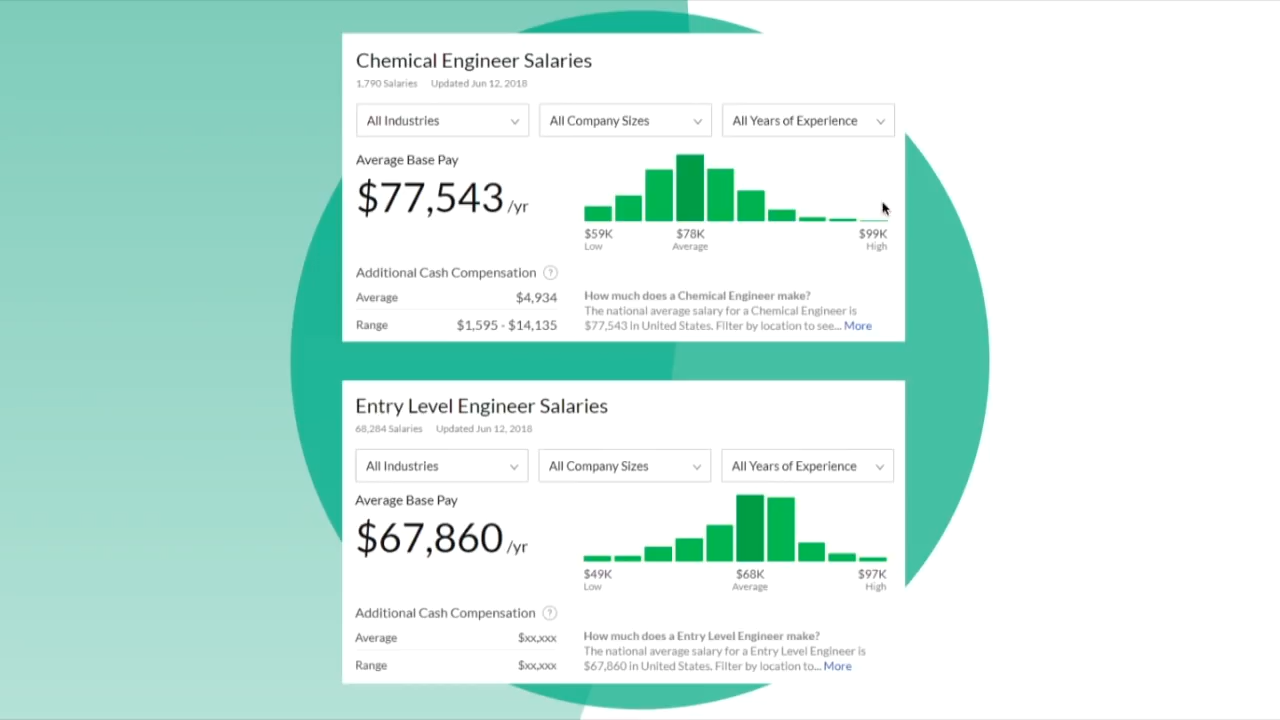 Chemical Engineer Salaries
1,790 Salaries Updated Jun 12, 2018
All Industries All Company Sizes All Years of Experience
Average Base Pay
$77,543 /yr
$59K $78K $99K
Low Average High
Additional Cash Compensation ?
Average $4,934
Range $1,595 - $14,135
How much does a Chemical Engineer make?
The national average salary for a Chemical Engineer is
$77,543 in United States. Filter by location to see... More
Entry Level Engineer Salaries
68,284 Salaries Updated Jun 12, 2018
All Industries All Company Sizes All Years of Experience
Average Base Pay
$67,860 /yr
$49K $68K $97K
Low Average High
Additional Cash Compensation ?
Average $xx,xxx
Range $xx,xxx
How much does a Entry Level Engineer make?
The national average salary for a Entry Level Engineer is
$67,860 in United States. Filter by location to... More